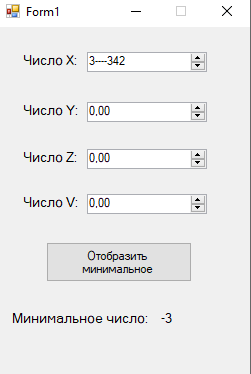 Form1
Число X: 3----342
Число Y: 0,00
Число Z: 0,00
Число V: 0,00
Отобразить
минимальное
Минимальное число: -3